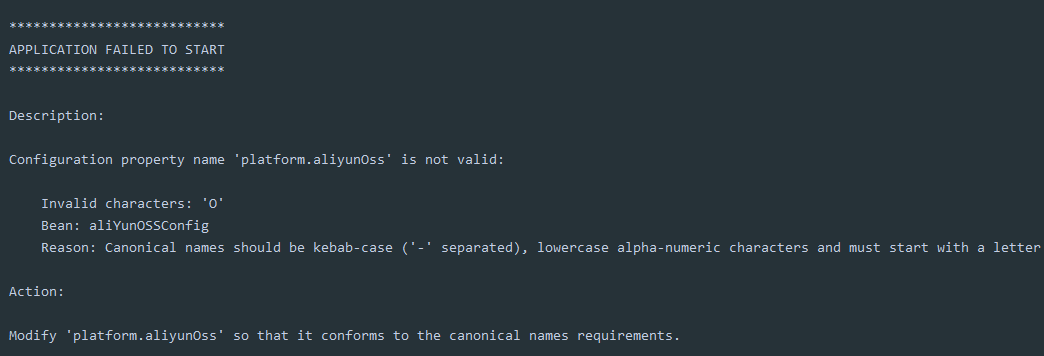 ***************************
APPLICATION FAILED TO START
***************************
Description:
Configuration property name 'platform.aliyunOss' is not valid:
Invalid characters: 'O'
Bean: aliYunOSSConfig
Reason: Canonical names should be kebab-case ('-' separated), lowercase alpha-numeric characters and must start with a letter
Action:
Modify 'platform.aliyunOss' so that it conforms to the canonical names requirements.